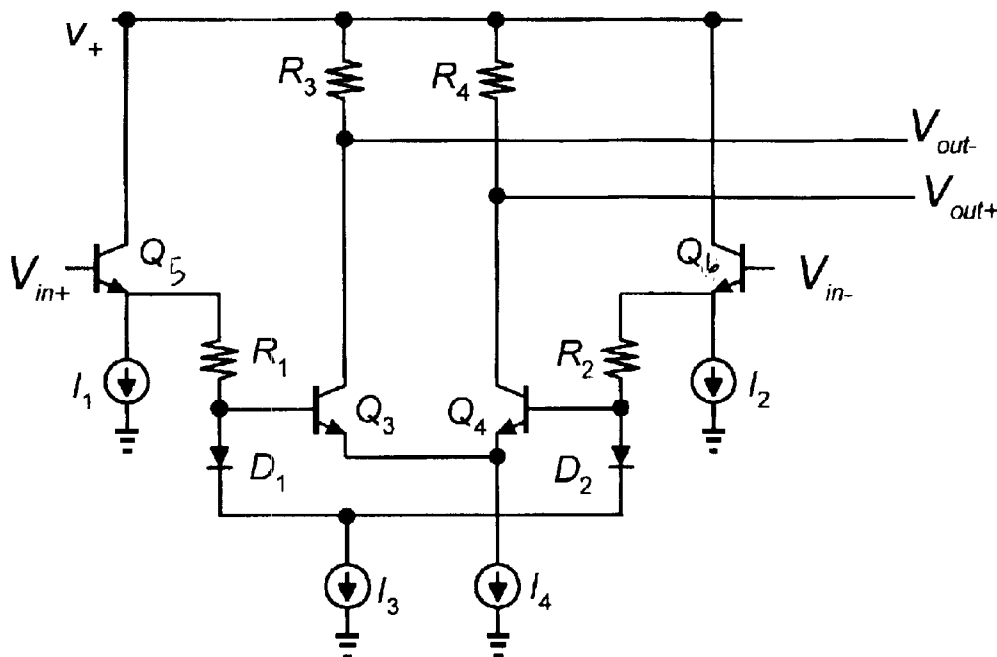 V+
R3
R4
Vout-
Vout+
Q5
Q6
Vin+
Vin-
R1
R2
I1
I2
Q3
Q4
D1
D2
I3
I4